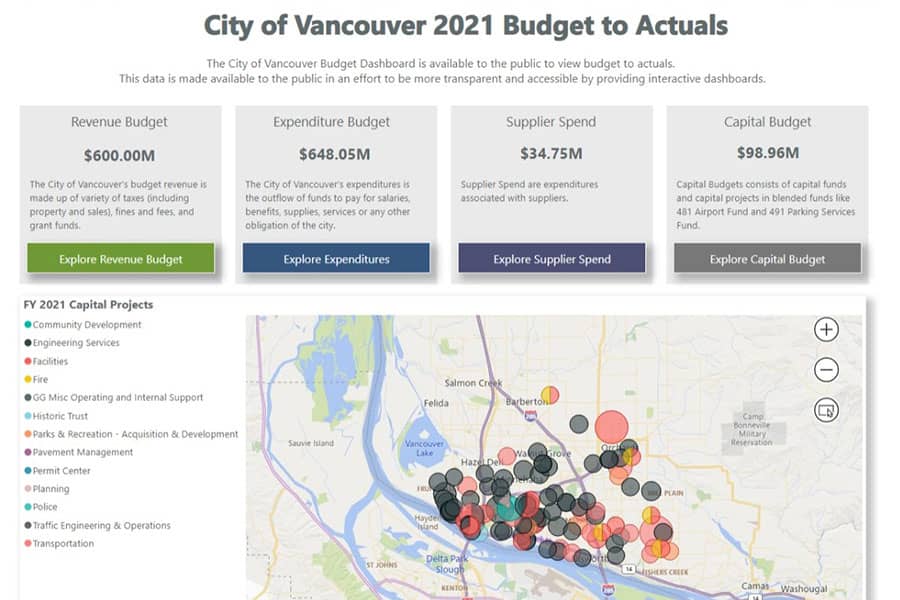 City of Vancouver 2021 Budget to Actuals
The City of Vancouver Budget Dashboard is available to the public to view budget to actuals.
This data is made available to the public in an effort to be more transparent and accessible by providing interactive dashboards.
Revenue Budget
$600.00M
The City of Vancouver's budget revenue is
made up of variety of taxes (including
property and sales), fines and fees, and
grant funds.
Explore Revenue Budget
Expenditure Budget
$648.05M
The City of Vancouver's expenditures is
the outflow of funds to pay for salaries,
benefits, supplies, services or any other
obligation of the city.
Explore Expenditures
Supplier Spend
$34.75M
Supplier Spend are expenditures
associated with suppliers.
Explore Supplier Spend
Capital Budget
$98.96M
Capital Budgets consists of capital funds
and capital projects in blended funds like
481 Airport Fund and 491 Parking Services
Fund.
Explore Capital Budget
FY 2021 Capital Projects
Community Development
Engineering Services
Facilities
Fire
GG Misc Operating and Internal Support
Historic Trust
Parks & Recreation - Acquisition & Development
Pavement Management
Permit Center
Planning
Police
Traffic Engineering & Operations
Transportation
Salmon Creek
Felida
Barberton
205
Sauvie Island
Vancouver
Lake
Camp
Bonneville
Military
Reservation
Hazel Del
Grove
PLAIN
Hayden
Island
ST JOHNS
Delta Park
Slough
KENTON
14
FISHERS CREEK
205
Camas
Washougal
14